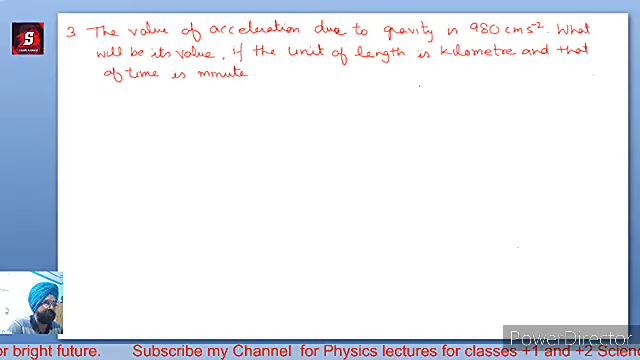 S
3 The value of acceleration due to gravity is 980 cm s⁻². What
will be its value, if the unit of length is kilometre and that
of time is minute.
PowerDirector
or bright future. Subscribe my Channel for Physics lectures for classes +1 and +2 Scien